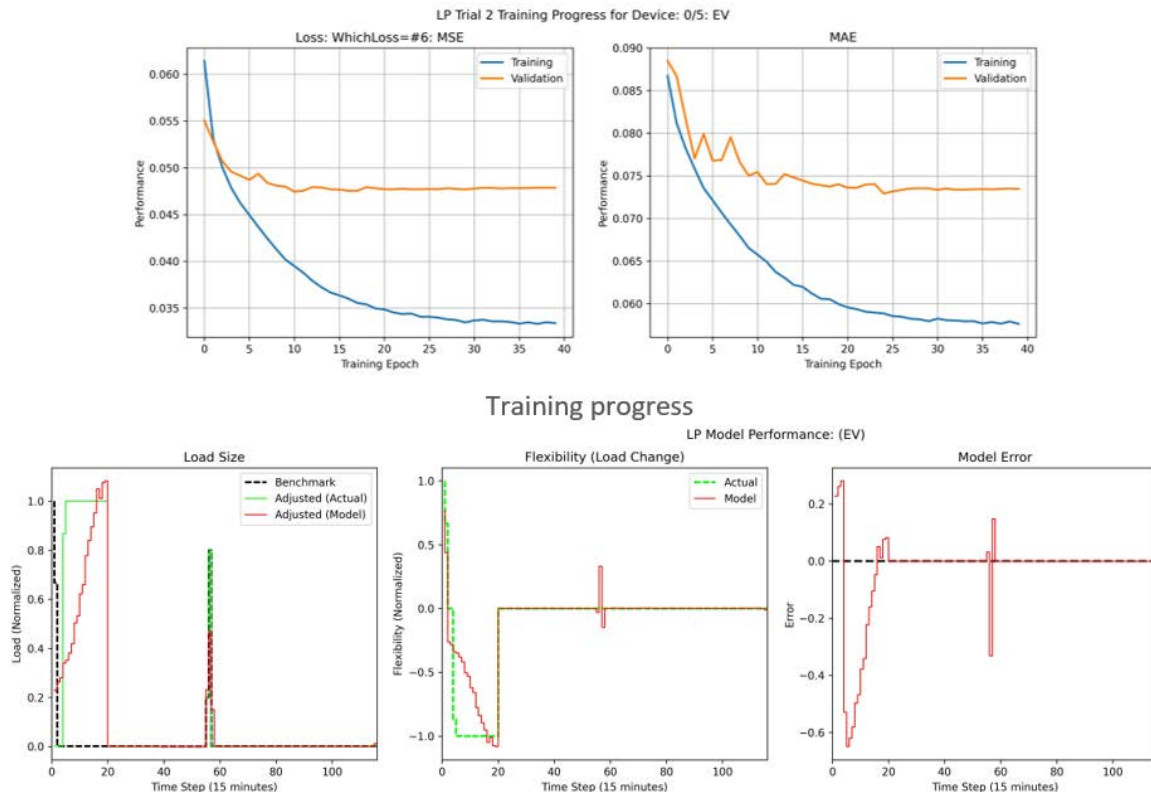 LP Trial 2 Training Progress for Device: 0/5: EV
Loss: WhichLoss=#6: MSE
MAE
Training
Validation
Training
Validation
0.060
0.055
0.050
0.045
0.040
0.035
Performance
0 5 10 15 20 25 30 35 40
Training Epoch
0.090
0.085
0.080
0.075
0.070
0.065
0.060
Performance
0 5 10 15 20 25 30 35 40
Training Epoch
Training progress
LP Model Performance: (EV)
Load Size
Benchmark
Adjusted (Actual)
Adjusted (Model)
1.0
0.8
0.6
0.4
0.2
0.0
Load (Normalized)
0 20 40 60 80 100
Time Step (15 minutes)
Flexibility (Load Change)
Actual
Model
1.0
0.5
0.0
−0.5
−1.0
Flexibility (Normalized)
0 20 40 60 80 100
Time Step (15 minutes)
Model Error
0.2
0.0
−0.2
−0.4
−0.6
Error
0 20 40 60 80 100
Time Step (15 minutes)